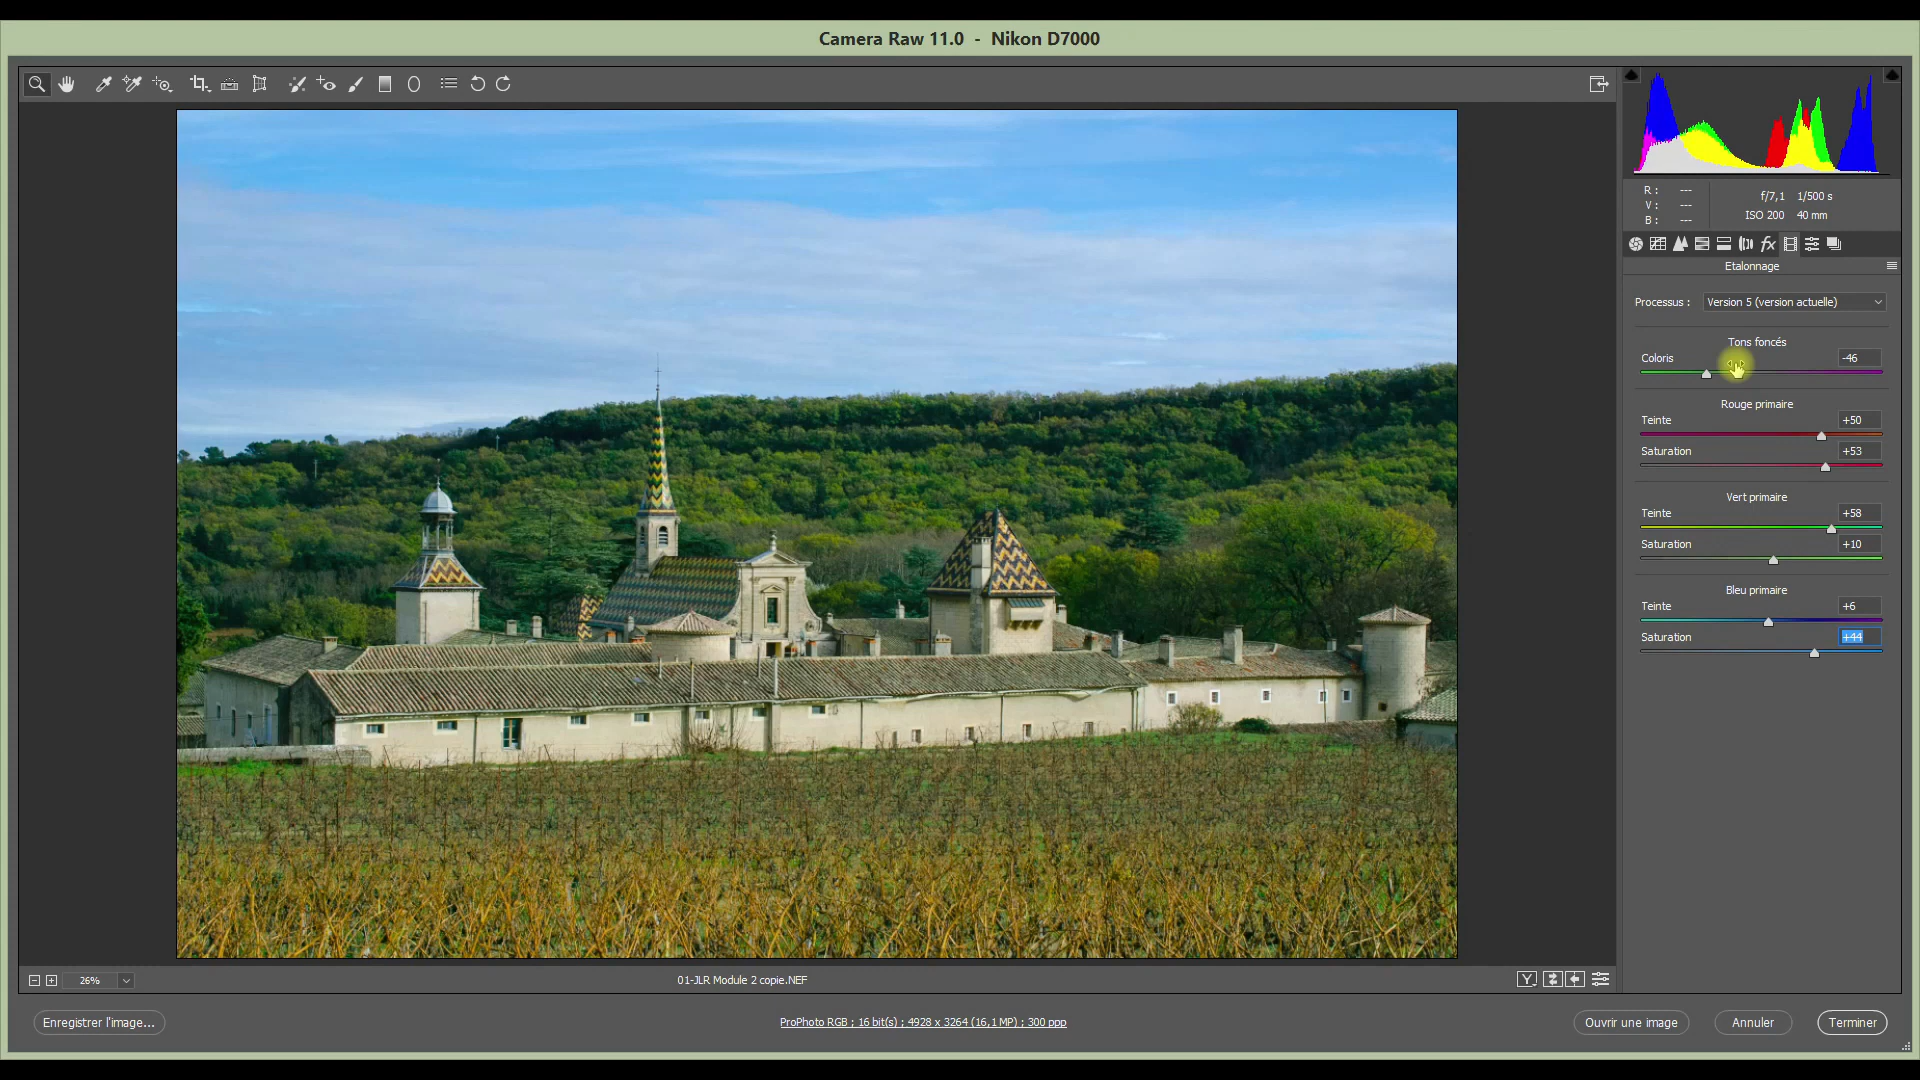 Camera Raw 11.0 - Nikon D7000
R : ---
V : ---
B : ---
f/7,1 1/500 s
ISO 200 40 mm
fx
Etalonnage
Processus : Version 5 (version actuelle)
Tons foncés
Coloris -46
Rouge primaire
Teinte +50
Saturation +53
Vert primaire
Teinte +58
Saturation +10
Bleu primaire
Teinte +6
Saturation +44
26% 01-JLR Module 2 copie.NEF Y
Enregistrer l'image... ProPhoto RGB ; 16 bit(s) ; 4928 x 3264 (16,1 MP) ; 300 ppp Ouvrir une image Annuler Terminer